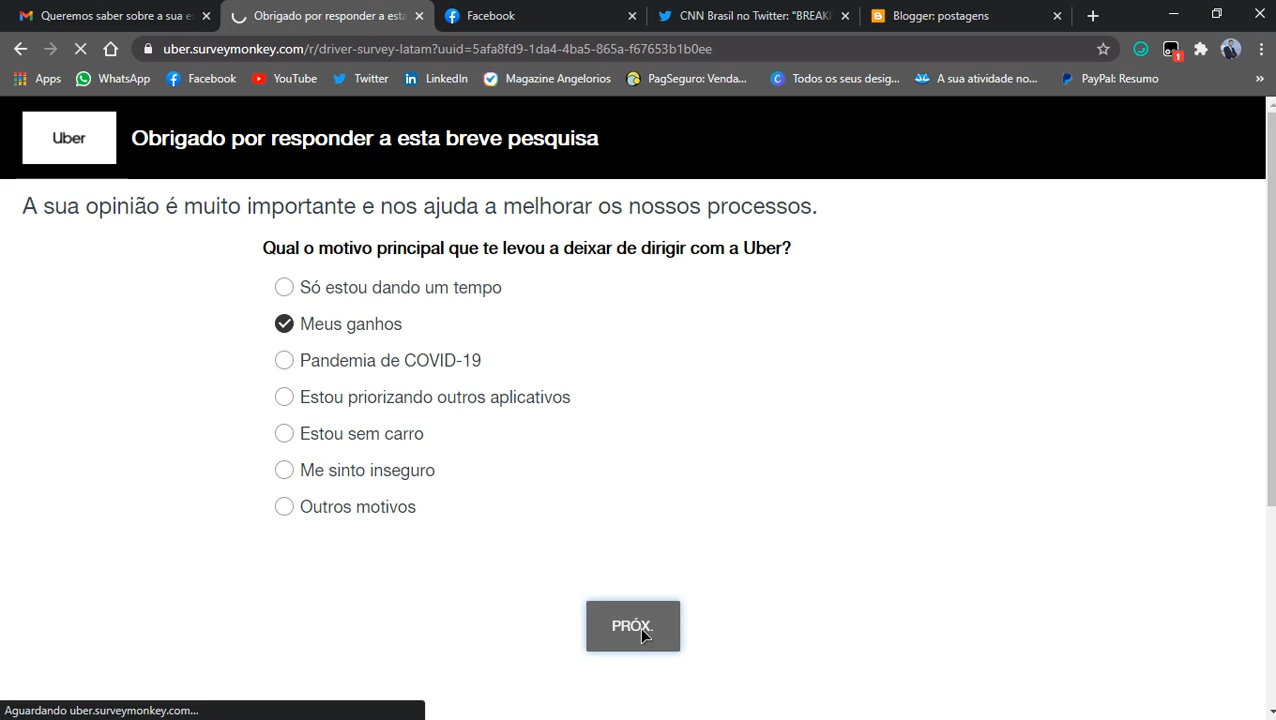 Queremos saber sobre a sua e
Obrigado por responder a esta
Facebook
CNN Brasil no Twitter: "BREAKI
Blogger: postagens
uber.surveymonkey.com/r/driver-survey-latam?uuid=5afa8fd9-1da4-4ba5-865a-f67653b1b0ee
1
Apps
WhatsApp
Facebook
YouTube
Twitter
LinkedIn
Magazine Angelorios
PagSeguro: Venda...
Todos os seus desig...
A sua atividade no...
PayPal: Resumo
»
Uber
Obrigado por responder a esta breve pesquisa
A sua opinião é muito importante e nos ajuda a melhorar os nossos processos.
Qual o motivo principal que te levou a deixar de dirigir com a Uber?
Só estou dando um tempo
Meus ganhos
Pandemia de COVID-19
Estou priorizando outros aplicativos
Estou sem carro
Me sinto inseguro
Outros motivos
PRÓX.
Aguardando uber.surveymonkey.com...